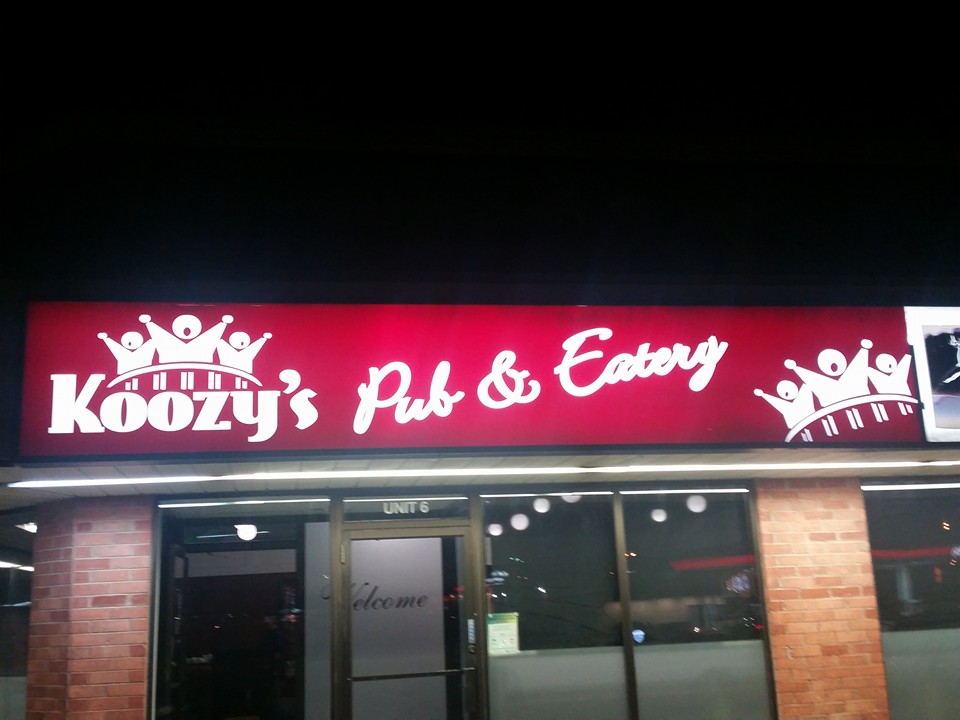 Koozy's Pub & Eatery
UNIT 6
Welcome